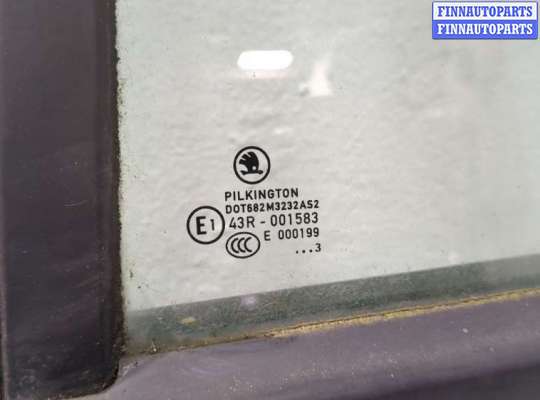 FINNAUTOPARTS
FINNAUTOPARTS
PILKINGTON
DOT682M3232AS2
E1 43R - 001583
CCC E 000199
...3